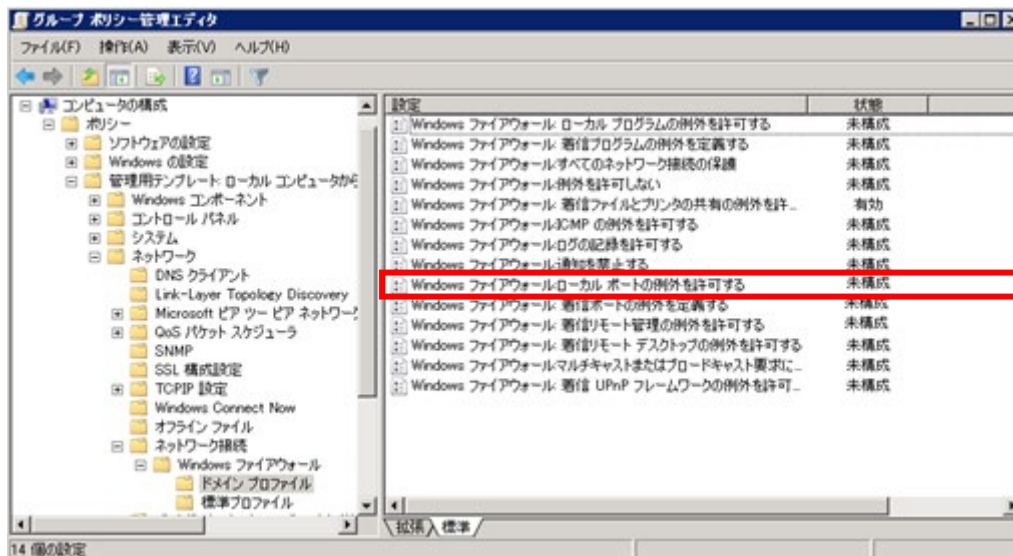 グループ ポリシー管理エディタ
ファイル(F) 操作(A) 表示(V) ヘルプ(H)
コンピュータの構成
ポリシー
ソフトウェアの設定
Windows の設定
管理用テンプレート: ローカル コンピュータから
Windows コンポーネント
コントロール パネル
システム
ネットワーク
DNS クライアント
Link-Layer Topology Discovery
Microsoft ピア ツー ピア ネットワーク
QoS パケット スケジューラ
SNMP
SSL 構成設定
TCPIP 設定
Windows Connect Now
オフライン ファイル
ネットワーク接続
Windows ファイアウォール
ドメイン プロファイル
標準プロファイル
設定 状態
Windows ファイアウォール: ローカル プログラムの例外を許可する 未構成
Windows ファイアウォール: 着信プログラムの例外を定義する 未構成
Windows ファイアウォール:すべてのネットワーク接続の保護 未構成
Windows ファイアウォール:例外を許可しない 未構成
Windows ファイアウォール: 着信ファイルとプリンタの共有の例外を許... 有効
Windows ファイアウォール:ICMP の例外を許可する 未構成
Windows ファイアウォール:ログの記録を許可する 未構成
Windows ファイアウォール:通知を禁止する 未構成
Windows ファイアウォール:ローカル ポートの例外を許可する 未構成
Windows ファイアウォール: 着信ポートの例外を定義する 未構成
Windows ファイアウォール: 着信リモート管理の例外を許可する 未構成
Windows ファイアウォール: 着信リモート デスクトップの例外を許可する 未構成
Windows ファイアウォール:マルチキャストまたはブロードキャスト要求に... 未構成
Windows ファイアウォール: 着信 UPnP フレームワークの例外を許可... 未構成
拡張 標準
14 個の設定